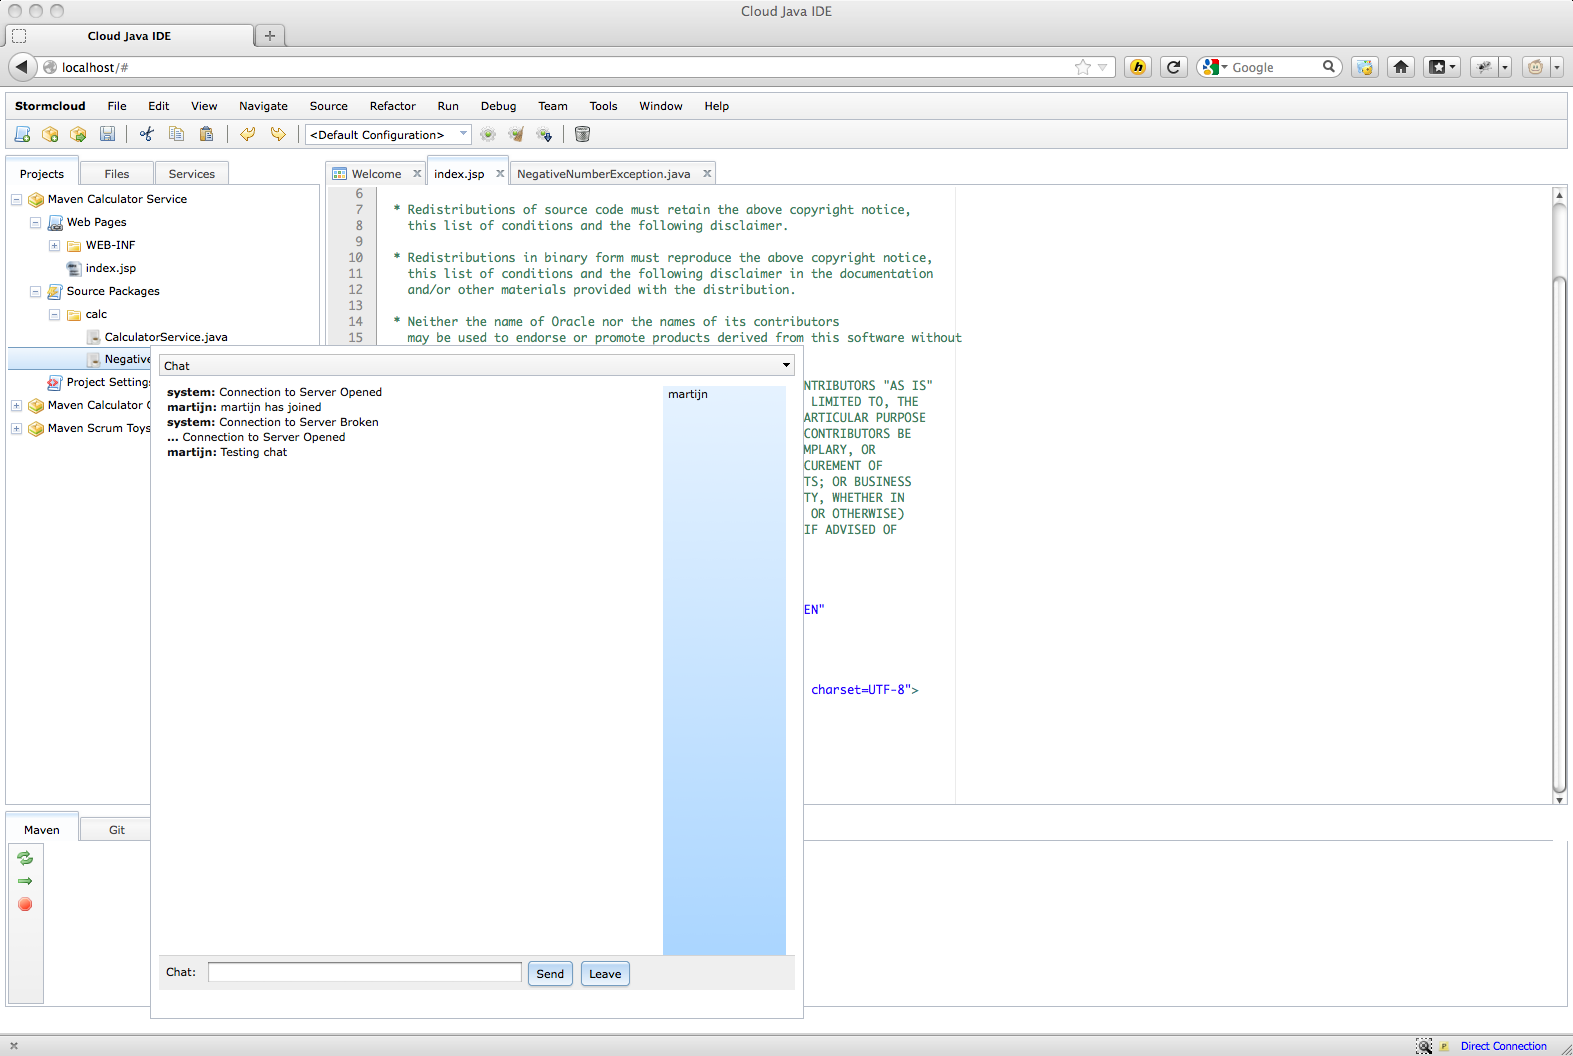 Cloud Java IDE
Cloud Java IDE
localhost/#
Google
Stormcloud File Edit View Navigate Source Refactor Run Debug Team Tools Window Help
<Default Configuration>
Projects Files Services
Maven Calculator Service
Web Pages
WEB-INF
index.jsp
Source Packages
calc
CalculatorService.java
Negative
Project Settings
Maven Calculator C
Maven Scrum Toys
Welcome index.jsp NegativeNumberException.java
6
7 * Redistributions of source code must retain the above copyright notice,
8 this list of conditions and the following disclaimer.
9
10 * Redistributions in binary form must reproduce the above copyright notice,
11 this list of conditions and the following disclaimer in the documentation
12 and/or other materials provided with the distribution.
13
14 * Neither the name of Oracle nor the names of its contributors
15 may be used to endorse or promote products derived from this software without
NTRIBUTORS "AS IS"
LIMITED TO, THE
ARTICULAR PURPOSE
CONTRIBUTORS BE
MPLARY, OR
CUREMENT OF
TS; OR BUSINESS
TY, WHETHER IN
OR OTHERWISE)
IF ADVISED OF
EN"
charset=UTF-8">
Chat
system: Connection to Server Opened
martijn: martijn has joined
system: Connection to Server Broken
... Connection to Server Opened
martijn: Testing chat
martijn
Chat: Send Leave
Maven Git
Direct Connection